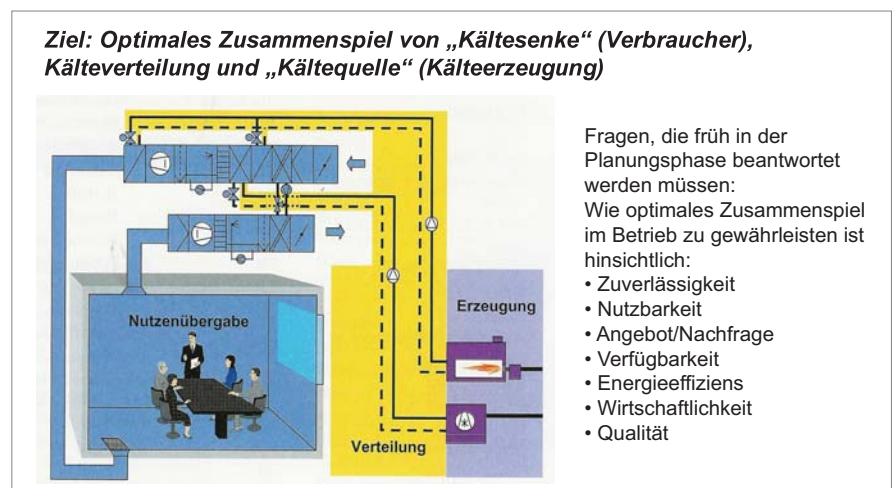 Ziel: Optimales Zusammenspiel von „Kältesenke“ (Verbraucher),
Kälteverteilung und „Kältequelle“ (Kälteerzeugung)
Fragen, die früh in der
Planungsphase beantwortet
werden müssen:
Wie optimales Zusammenspiel
im Betrieb zu gewährleisten ist
hinsichtlich:
• Zuverlässigkeit
• Nutzbarkeit
• Angebot/Nachfrage
• Verfügbarkeit
• Energieeffiziens
• Wirtschaftlichkeit
• Qualität
Nutzenübergabe
Erzeugung
Verteilung